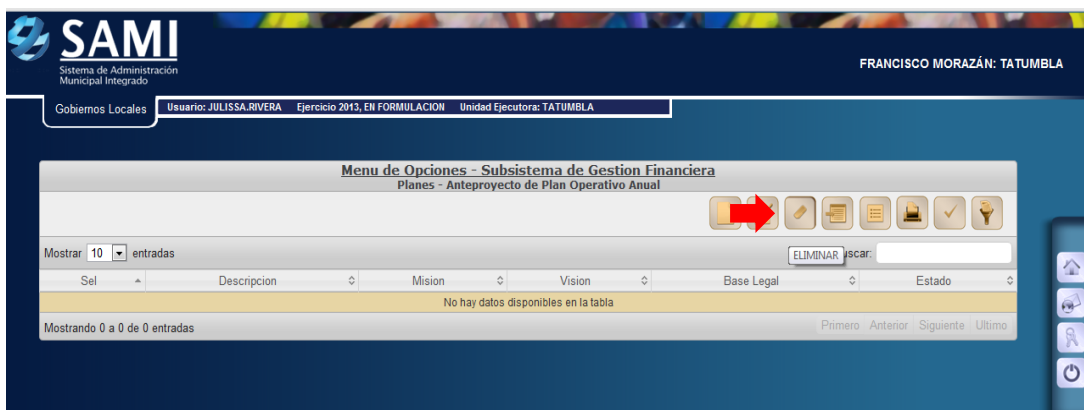 SAMI
Sistema de Administración
Municipal Integrado
FRANCISCO MORAZÁN: TATUMBLA
Gobiernos Locales
Usuario: JULISSA.RIVERA Ejercicio 2013, EN FORMULACION Unidad Ejecutora: TATUMBLA
Menu de Opciones - Subsistema de Gestion Financiera
Planes - Anteproyecto de Plan Operativo Anual
Mostrar 10 entradas
ELIMINAR uscar:
Sel Descripcion Mision Vision Base Legal Estado
No hay datos disponibles en la tabla
Mostrando 0 a 0 de 0 entradas
Primero Anterior Siguiente Ultimo